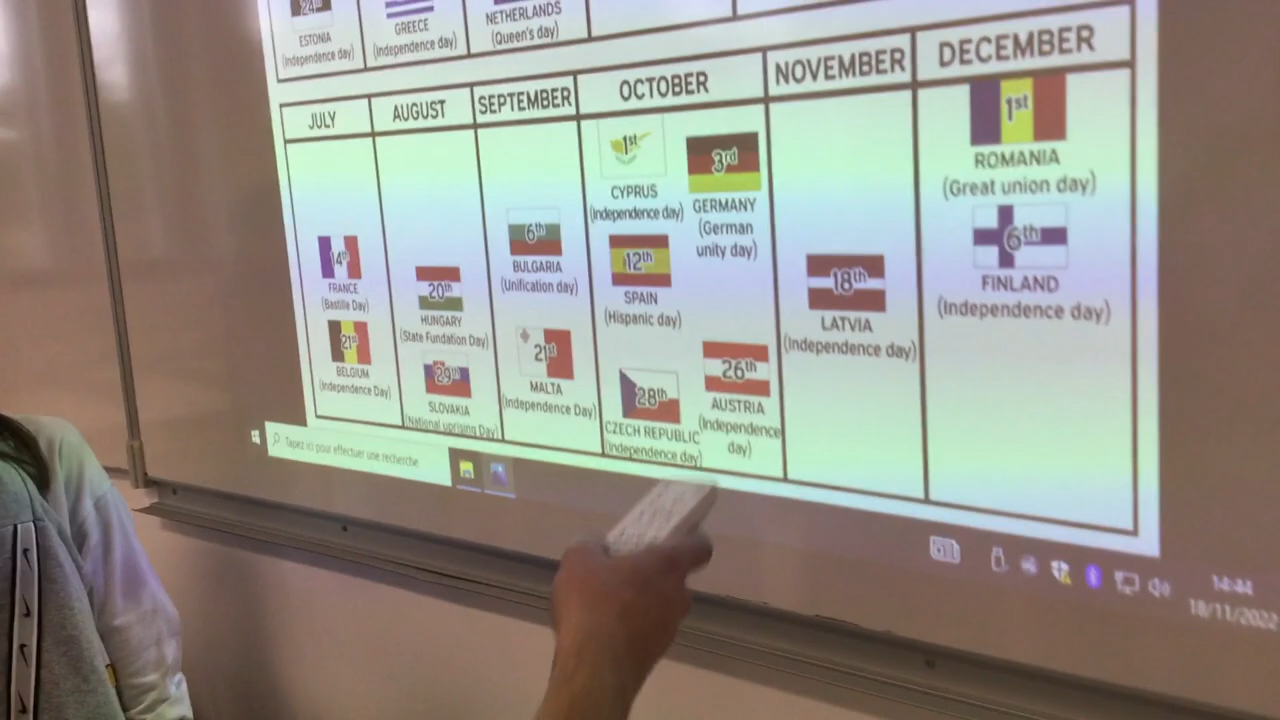 24th
ESTONIA
(Independence day)
GREECE
(Independence day)
NETHERLANDS
(Queen's day)
JULY
AUGUST
SEPTEMBER
OCTOBER
NOVEMBER
DECEMBER
14th
FRANCE
(Bastille Day)
21st
BELGIUM
(Independence Day)
20th
HUNGARY
(State Fundation Day)
29th
SLOVAKIA
(National uprising Day)
6th
BULGARIA
(Unification day)
21st
MALTA
(Independence Day)
1st
CYPRUS
(Independence day)
3rd
GERMANY
(German
unity day)
12th
SPAIN
(Hispanic day)
28th
CZECH REPUBLIC
(Independence day)
26th
AUSTRIA
(Independence
day)
18th
LATVIA
(Independence day)
1st
ROMANIA
(Great union day)
6th
FINLAND
(Independence day)
Tapez ici pour effectuer une recherche
14:44
18/11/2022